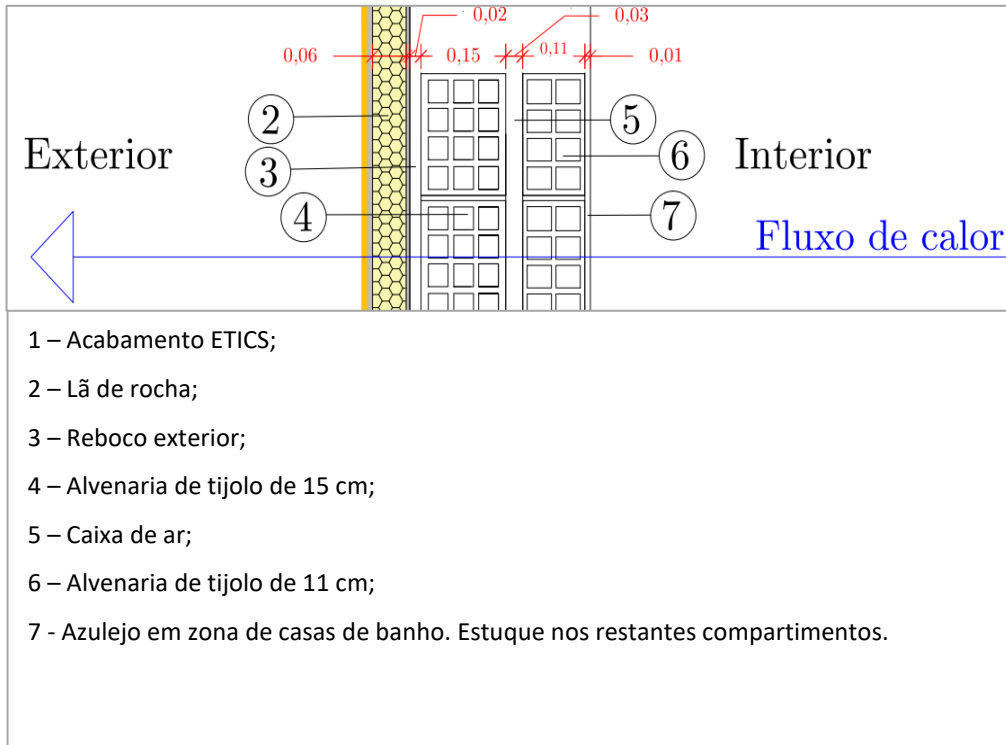 0,02
0,03
0,06
0,15
0,11
0,01
2
5
Exterior
3
6
Interior
4
7
Fluxo de calor
1 – Acabamento ETICS;
2 – Lã de rocha;
3 – Reboco exterior;
4 – Alvenaria de tijolo de 15 cm;
5 – Caixa de ar;
6 – Alvenaria de tijolo de 11 cm;
7 - Azulejo em zona de casas de banho. Estuque nos restantes compartimentos.